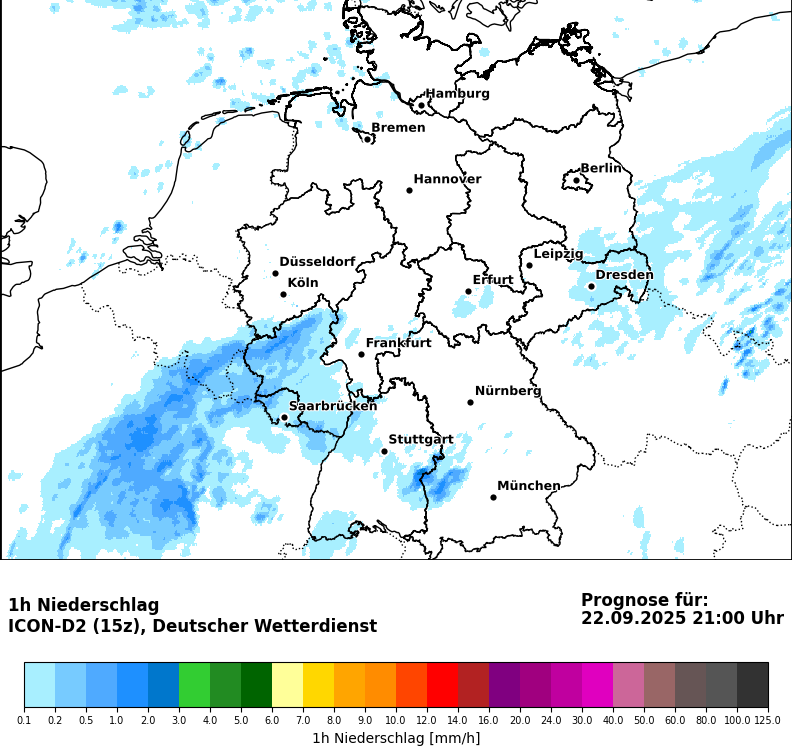 Hamburg
Bremen
Berlin
Hannover
Leipzig
Düsseldorf
Dresden
Köln
Erfurt
Frankfurt
Nürnberg
Saarbrücken
Stuttgart
München
1h Niederschlag
ICON-D2 (15z), Deutscher Wetterdienst
Prognose für:
22.09.2025 21:00 Uhr
0.1 0.2 0.5 1.0 2.0 3.0 4.0 5.0 6.0 7.0 9.0 10.0 12.0 14.0 16.0 20.0 24.0 30.0 40.0 50.0 60.0 80.0 100.0 125.0
1h Niederschlag [mm/h]